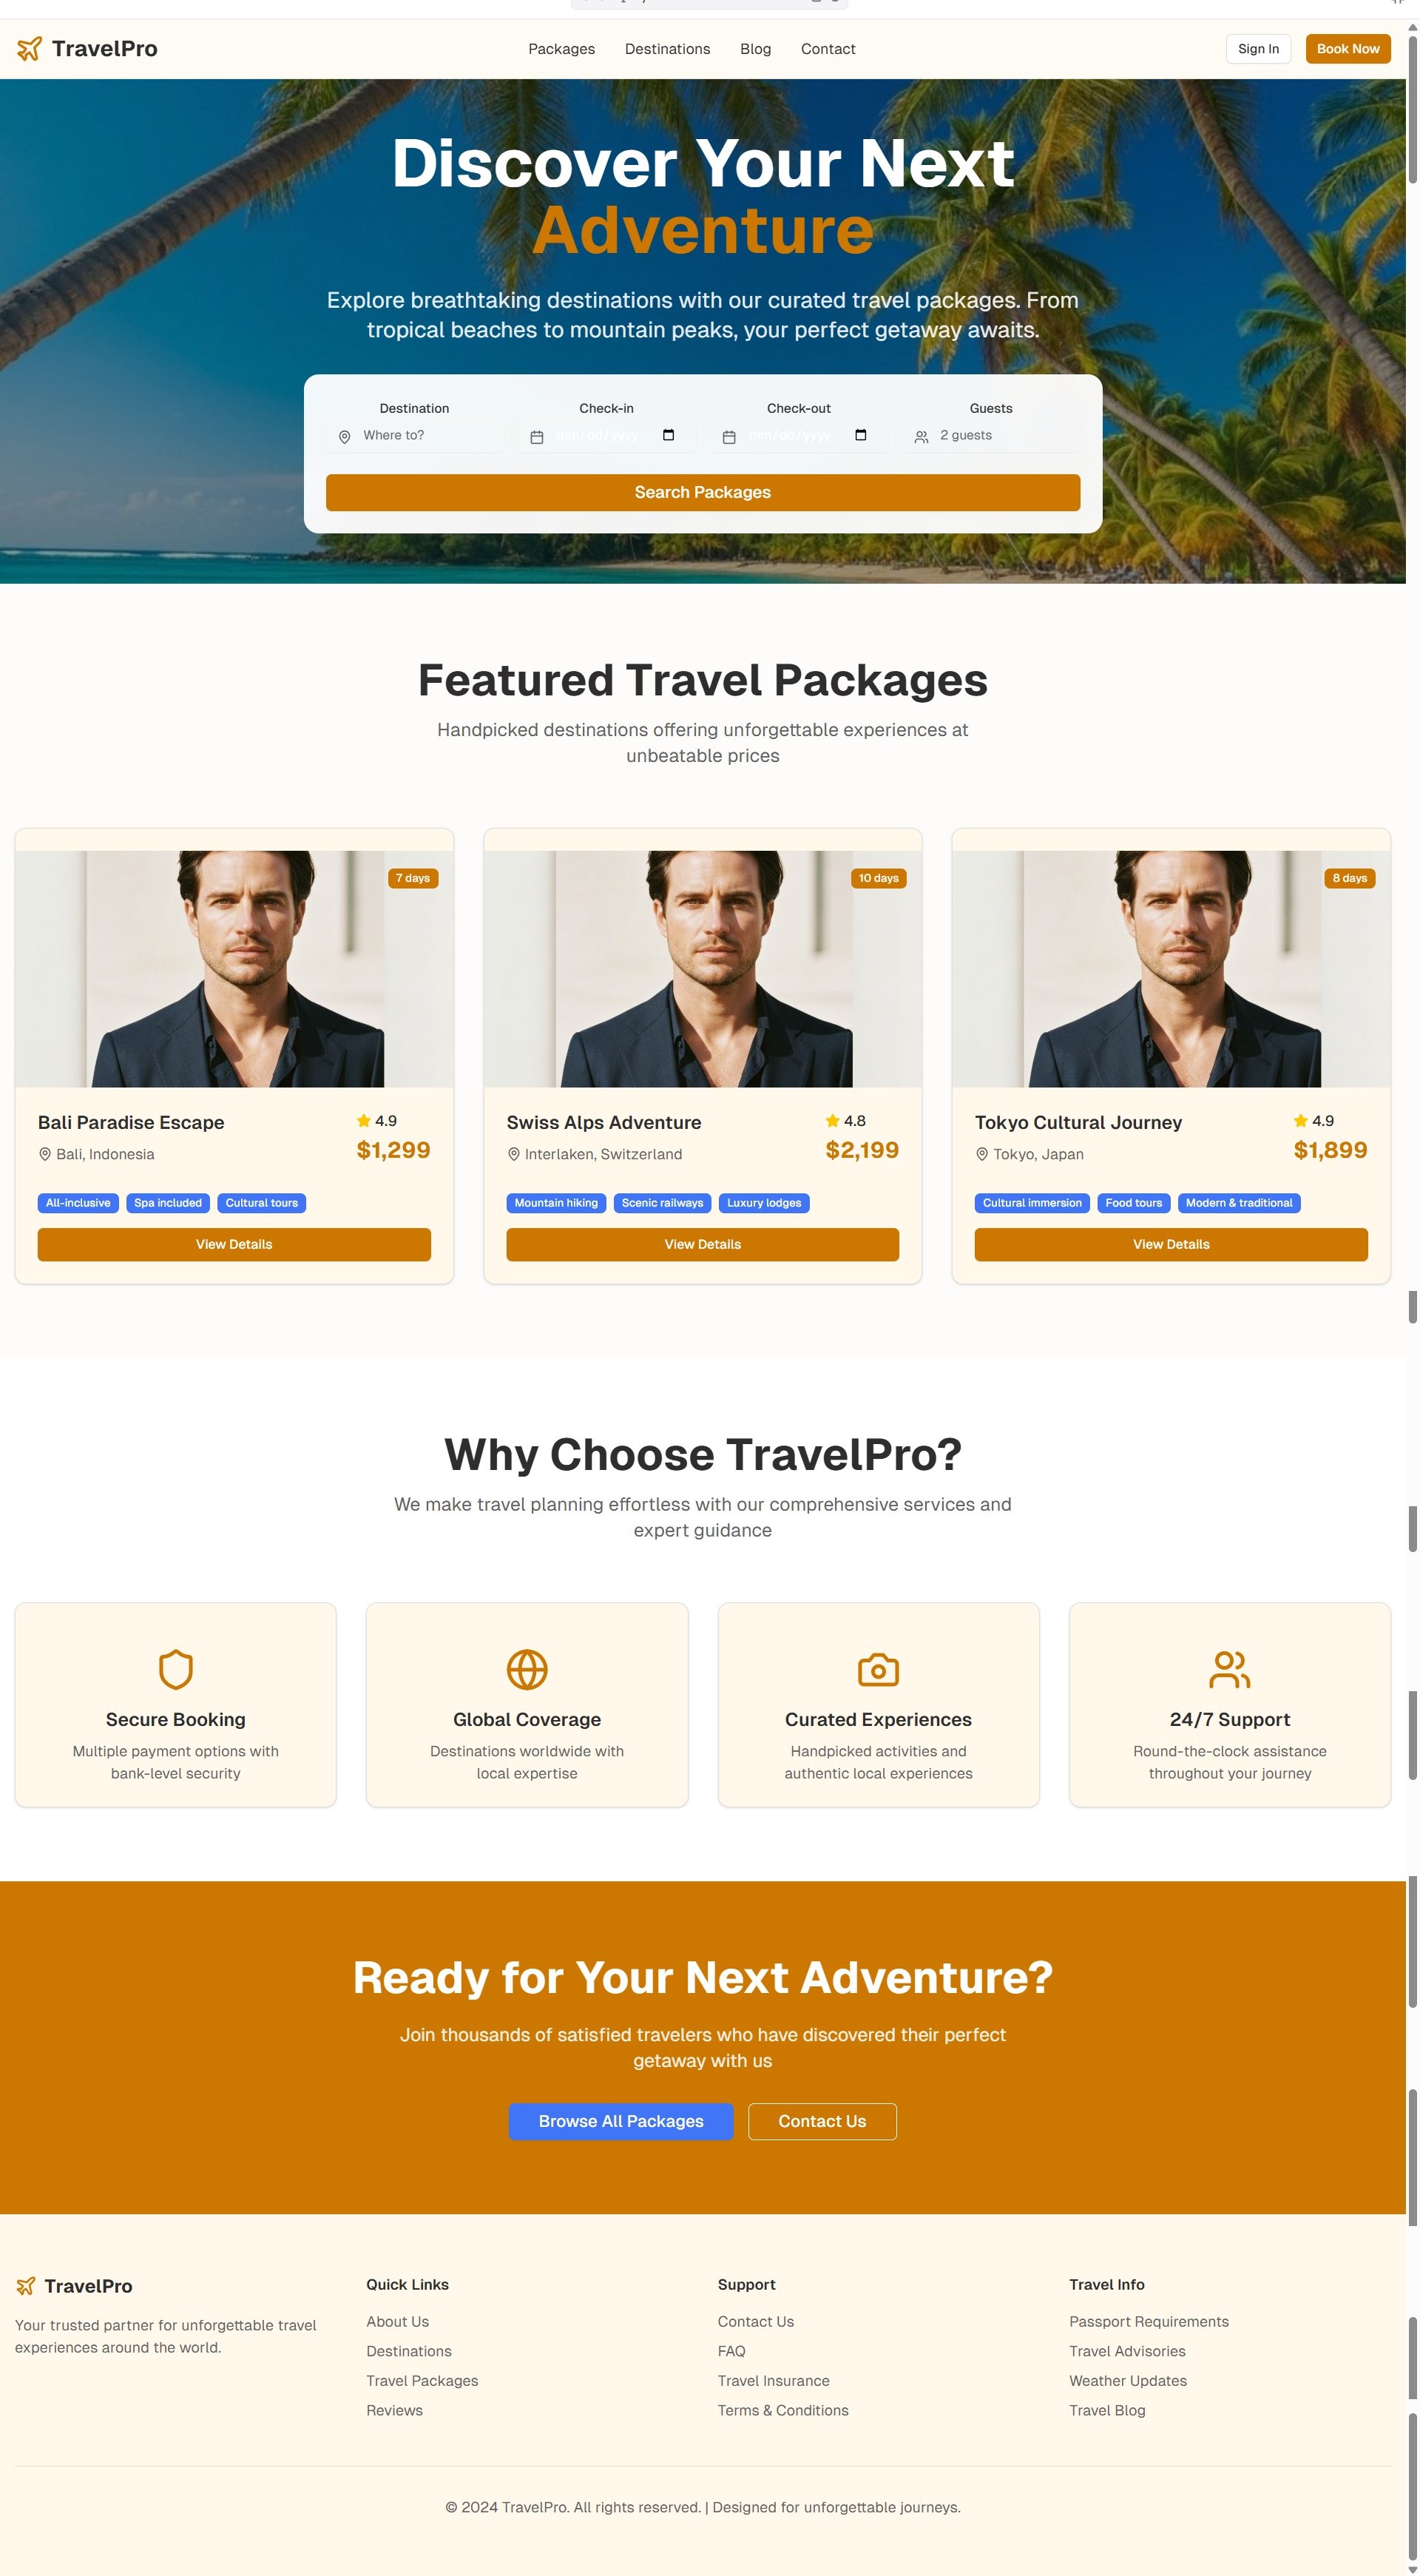 TravelPro
Packages
Destinations
Blog
Contact
Sign In
Book Now
Discover Your Next
Adventure
Explore breathtaking destinations with our curated travel packages. From
tropical beaches to mountain peaks, your perfect getaway awaits.
Destination
Check-in
Check-out
Guests
Where to?
mm/dd/yyyy
mm/dd/yyyy
2 guests
Search Packages
Featured Travel Packages
Handpicked destinations offering unforgettable experiences at
unbeatable prices
7 days
10 days
8 days
Bali Paradise Escape
4.9
Bali, Indonesia
$1,299
All-inclusive
Spa included
Cultural tours
View Details
Swiss Alps Adventure
4.8
Interlaken, Switzerland
$2,199
Mountain hiking
Scenic railways
Luxury lodges
View Details
Tokyo Cultural Journey
4.9
Tokyo, Japan
$1,899
Cultural immersion
Food tours
Modern & traditional
View Details
Why Choose TravelPro?
We make travel planning effortless with our comprehensive services and
expert guidance
Secure Booking
Multiple payment options with
bank-level security
Global Coverage
Destinations worldwide with
local expertise
Curated Experiences
Handpicked activities and
authentic local experiences
24/7 Support
Round-the-clock assistance
throughout your journey
Ready for Your Next Adventure?
Join thousands of satisfied travelers who have discovered their perfect
getaway with us
Browse All Packages
Contact Us
TravelPro
Your trusted partner for unforgettable travel
experiences around the world.
Quick Links
About Us
Destinations
Travel Packages
Reviews
Support
Contact Us
FAQ
Travel Insurance
Terms & Conditions
Travel Info
Passport Requirements
Travel Advisories
Weather Updates
Travel Blog
© 2024 TravelPro. All rights reserved. | Designed for unforgettable journeys.